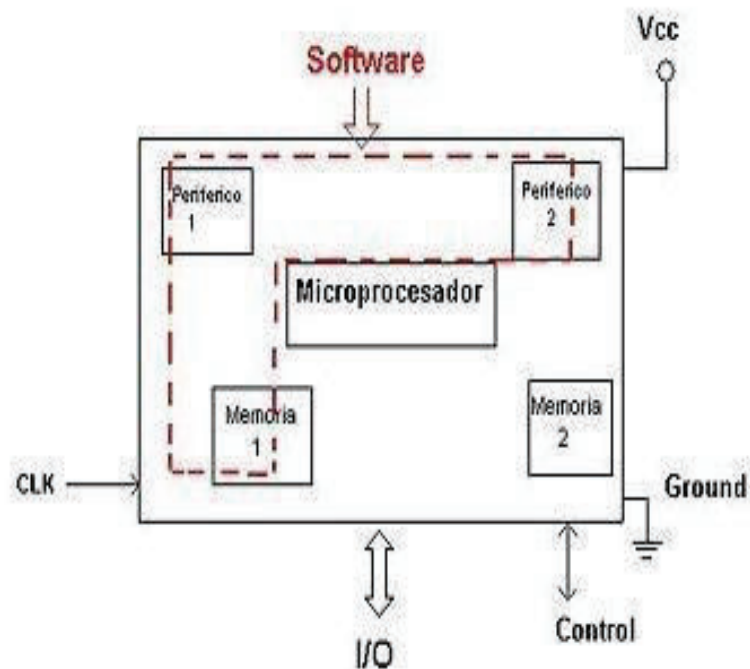 Vcc
Software
Periferico
1
Periferico
2
Microprocesador
Memoria
1
Memoria
2
CLK
Ground
I/O
Control